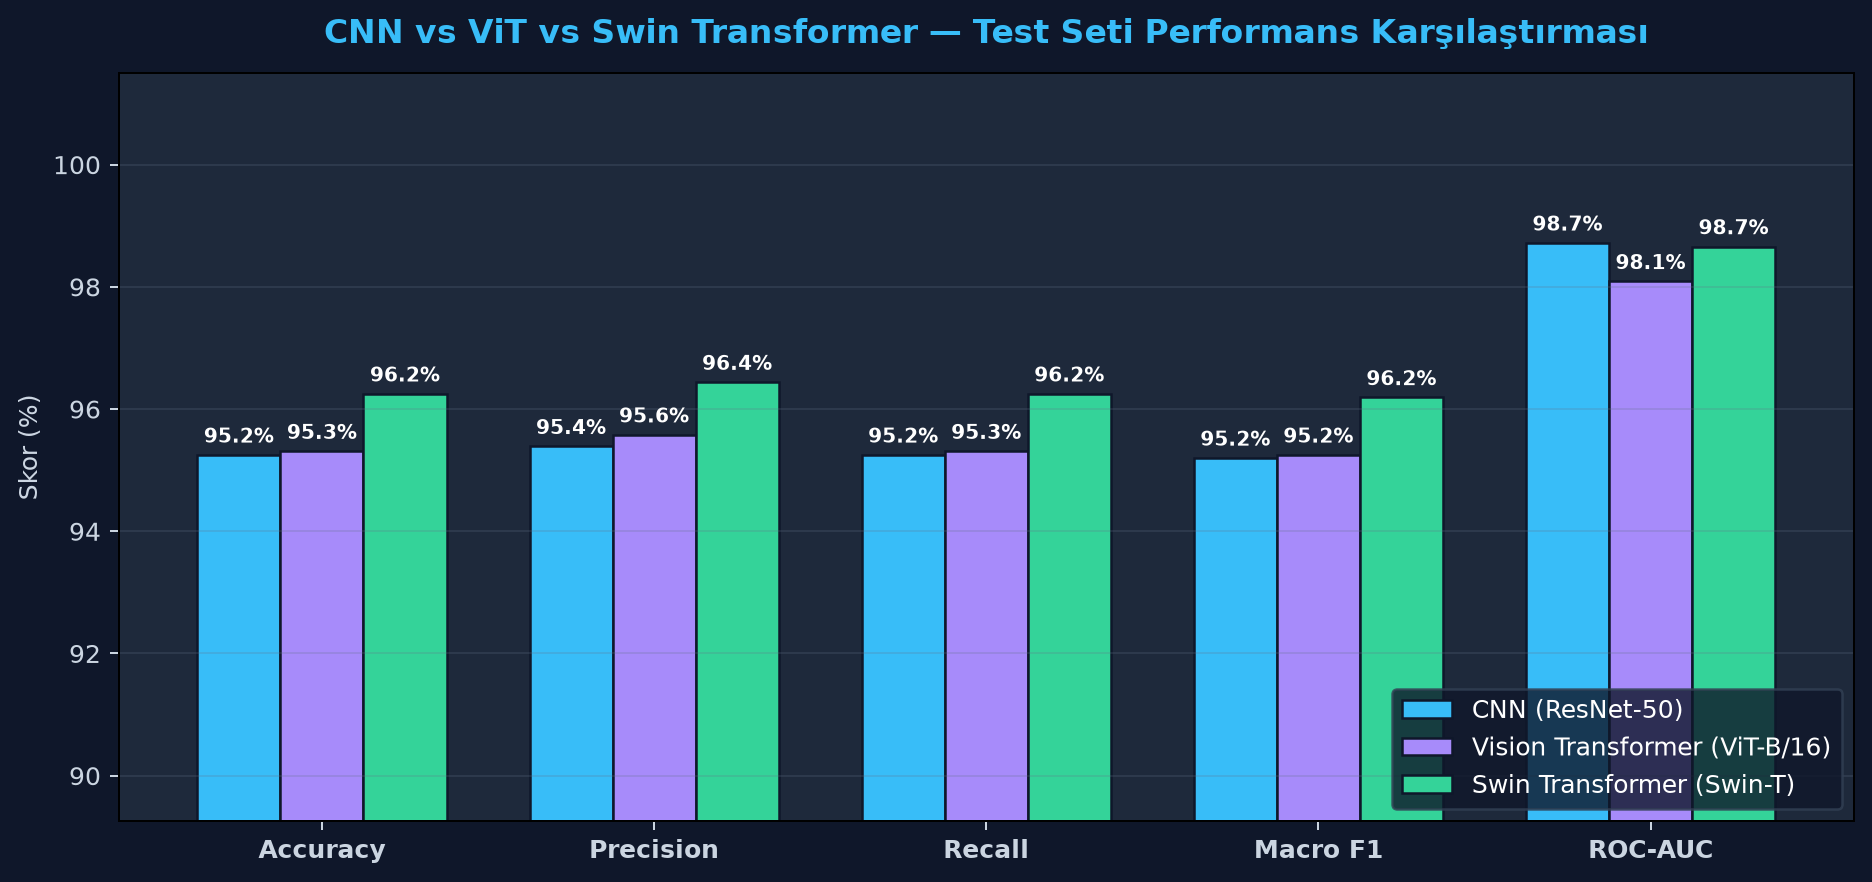 CNN vs ViT vs Swin Transformer — Test Seti Performans Karşılaştırması
Skor (%)
100
98
96
94
92
90
95.2% 95.3% 96.2%
95.4% 95.6% 96.4%
95.2% 95.3% 96.2%
95.2% 95.2% 96.2%
98.7% 98.1% 98.7%
CNN (ResNet-50)
Vision Transformer (ViT-B/16)
Swin Transformer (Swin-T)
Accuracy Precision Recall Macro F1 ROC-AUC